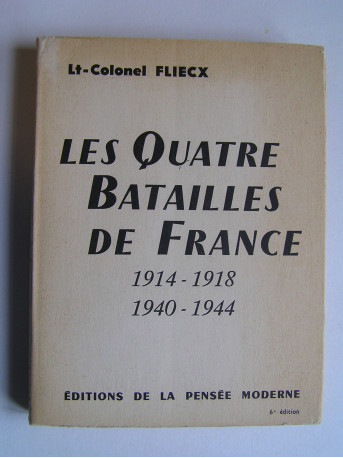 Lt-Colonel FLIECX
LES QUATRE
BATAILLES
DE FRANCE
1914 - 1918
1940 - 1944
ÉDITIONS DE LA PENSÉE MODERNE
6e édition